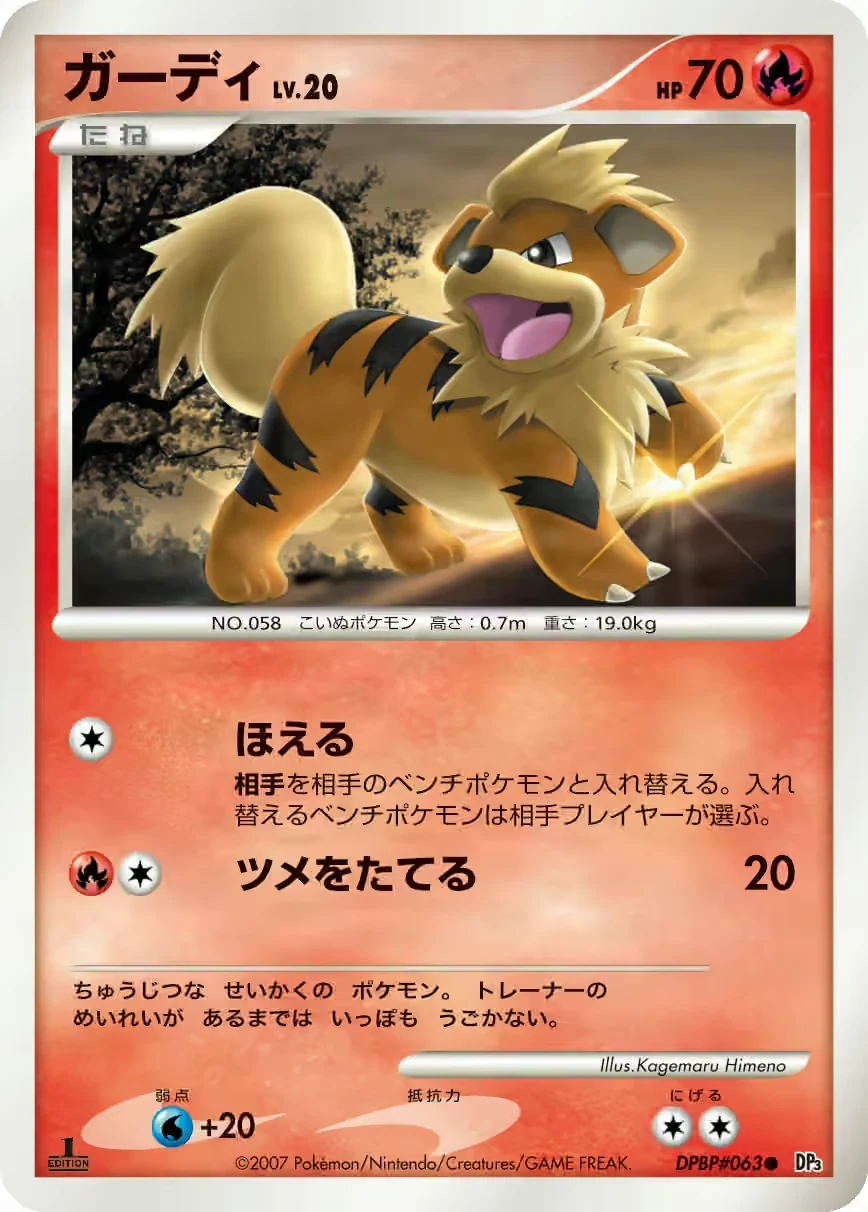 ガーディ LV.20 HP70
たね
NO.058 こいぬポケモン 高さ:0.7m 重さ:19.0kg
ほえる
相手を相手のベンチポケモンと入れ替える。入れ
替えるベンチポケモンは相手プレイヤーが選ぶ。
ツメをたてる 20
ちゅうじつな せいかくの ポケモン。 トレーナーの
めいれいが あるまでは いっぽも うごかない。
Illus.Kagemaru Himeno
弱点 抵抗力 にげる
+20
1 EDITION ©2007 Pokémon/Nintendo/Creatures/GAME FREAK. DPBP#063 DP3